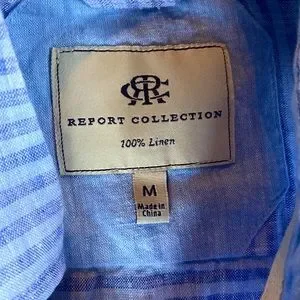 RC
REPORT COLLECTION
100% Linen
M
Made in
China